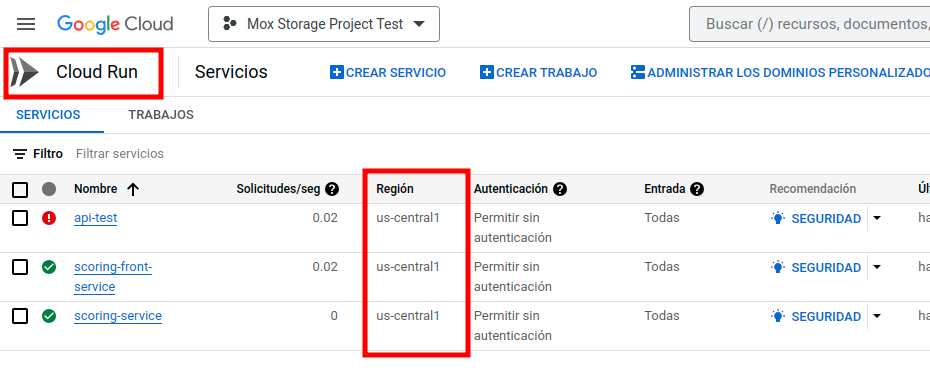 Google Cloud Mox Storage Project Test Buscar (/) recursos, documentos,
Cloud Run Servicios CREAR SERVICIO CREAR TRABAJO ADMINISTRAR LOS DOMINIOS PERSONALIZADO
SERVICIOS TRABAJOS
Filtro Filtrar servicios
Nombre Solicitudes/seg Región Autenticación Entrada Recomendación Úl
api-test 0.02 us-central1 Permitir sin Todas SEGURIDAD ha
autenticación
scoring-front- 0.02 us-central1 Permitir sin Todas SEGURIDAD ha
service autenticación
scoring-service 0 us-central1 Permitir sin Todas SEGURIDAD ha
autenticación